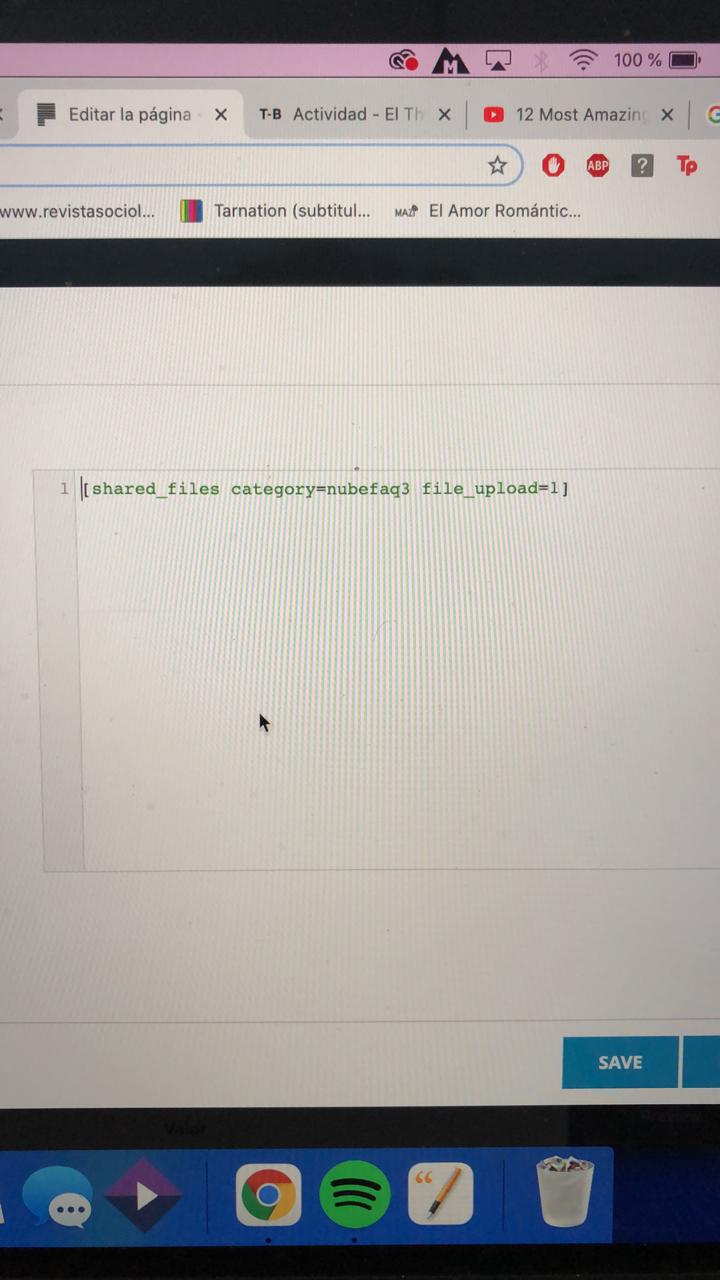 100 %
Editar la página
T-B Actividad - El Th
12 Most Amazing
ABP
?
Tp
www.revistasociol...
Tarnation (subtitul...
MAZ
El Amor Romántic...
1
[shared_files category=nubefaq3 file_upload=1]
SAVE
Valor